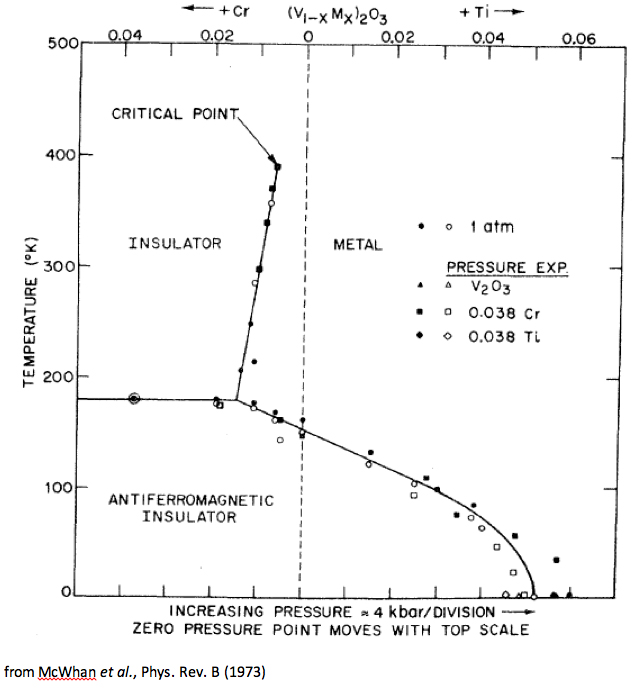 ← +Cr (V₁₋ₓMₓ)₂O₃ +Ti →
0.04 0.02 0 0.02 0.04 0.06
500
CRITICAL POINT
400
INSULATOR METAL
● ○ 1 atm
PRESSURE EXP.
▲ △ V₂O₃
■ □ 0.038 Cr
◆ ◇ 0.038 Ti
300
TEMPERATURE (°K)
200
100
ANTIFERROMAGNETIC
INSULATOR
0
INCREASING PRESSURE ≈ 4 kbar/DIVISION →
ZERO PRESSURE POINT MOVES WITH TOP SCALE
from McWhan et al., Phys. Rev. B (1973)